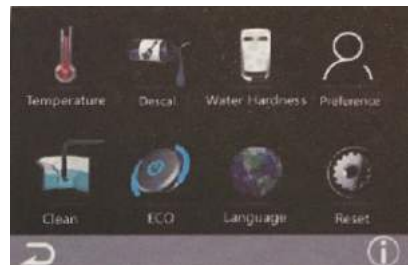 Temperature
Descal.
Water Hardness
Preference
Clean
ECO
Language
Reset